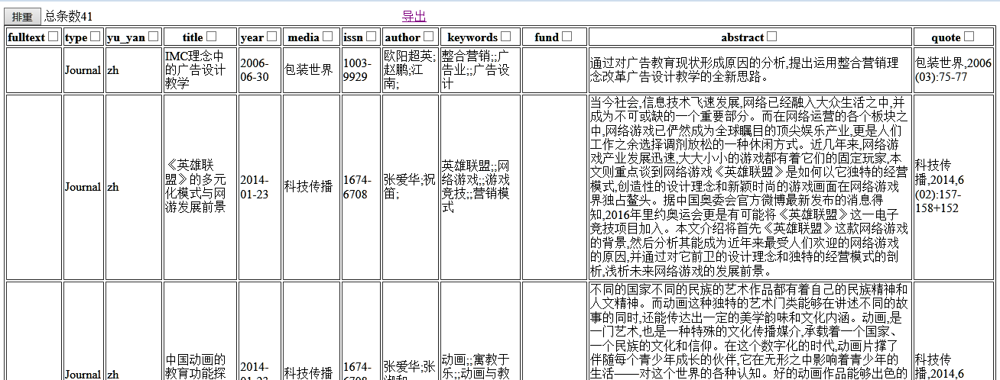 排重 总条数41 导出
fulltext type yu_yan title year media issn author keywords fund abstract quote
Journal
zh
IMC理念中
的广告设计
教学
2006-
06-30
包装世界
1003-
9929
欧阳超英;
赵鹏;江
南;
整合营销;;广
告业;;广告设
计
通过对广告教育现状形成原因的分析,提出运用整合营销理
念改革广告设计教学的全新思路。
包装世界,2006
(03):75-77
Journal
zh
《英雄联
盟》的多元
化模式与网
游发展前景
2014-
01-23
科技传播
1674-
6708
张爱华;祝
笛;
英雄联盟;;网
络游戏;;游戏
竞技;;营销模
式
当今社会,信息技术飞速发展,网络已经融入大众生活之中,并
成为不可或缺的一个重要部分。而在网络运营的各个板块之
中,网络游戏已俨然成为全球瞩目的顶尖娱乐产业,更是人们
工作之余选择调剂放松的一种休闲方式。近几年来,网络游
戏产业发展迅速,大大小小的游戏都有着它们的固定玩家,本
文则重点谈到网络游戏《英雄联盟》是如何以它独特的经营
模式,创造性的设计理念和新颖时尚的游戏画面在网络游戏
界独占鳌头。据中国奥委会官方微博最新发布的消息得
知,2016年里约奥运会更是有可能将《英雄联盟》这一电子
竞技项目加入。本文介绍将首先《英雄联盟》这款网络游戏
的背景,然后分析其能成为近年来最受人们欢迎的网络游戏
的原因,并通过对它前卫的设计理念和独特的经营模式的剖
析,浅析未来网络游戏的发展前景。
科技传
播,2014,6
(02):157-
158+152
Journal
zh
中国动画的
教育功能探
2014-
01-23
科技传播
1674-
6708
张爱华;张
动画;;寓教于
乐;;动画与教
不同的国家不同的民族的艺术作品都有着自己的民族精神和
人文精神。而动画这种独特的艺术门类能够在讲述不同的故
事的同时,还能传达出一定的美学韵味和文化内涵。动画,是
一门艺术,也是一种特殊的文化传播媒介,承载着一个国家、
一个民族的文化和信仰。在这个数字化的时代,动画片撑了
伴随每个青少年成长的伙伴,它在无形之中影响着青少年的
生活——对这个世界的各种认知。好的动画作品能够出色的
科技传
播,2014,6